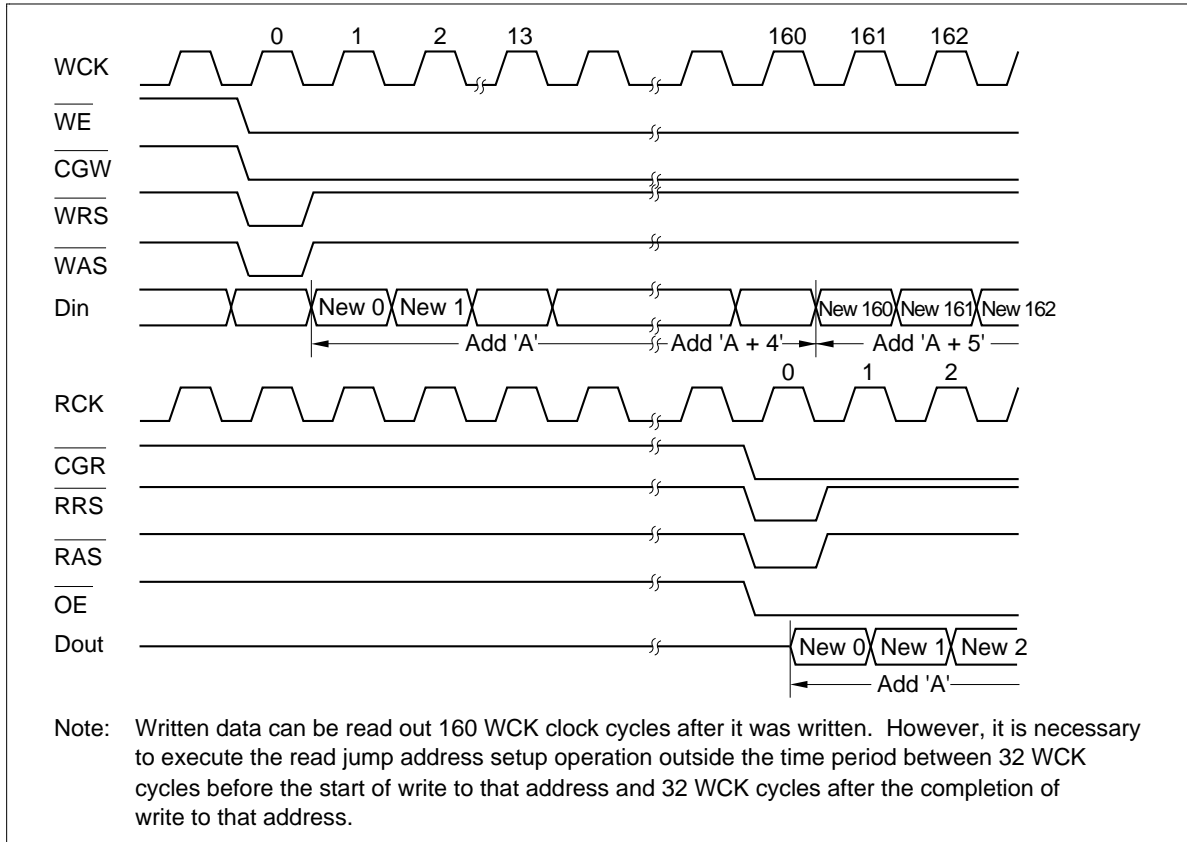 0 1 2 13 160 161 162
WCK
WE
CGW
WRS
WAS
Din New 0 New 1 New 160 New 161 New 162
Add 'A' Add 'A + 4' Add 'A + 5'
0 1 2
RCK
CGR
RRS
RAS
OE
Dout New 0 New 1 New 2
Add 'A'
Note: Written data can be read out 160 WCK clock cycles after it was written. However, it is necessary
to execute the read jump address setup operation outside the time period between 32 WCK
cycles before the start of write to that address and 32 WCK cycles after the completion of
write to that address.